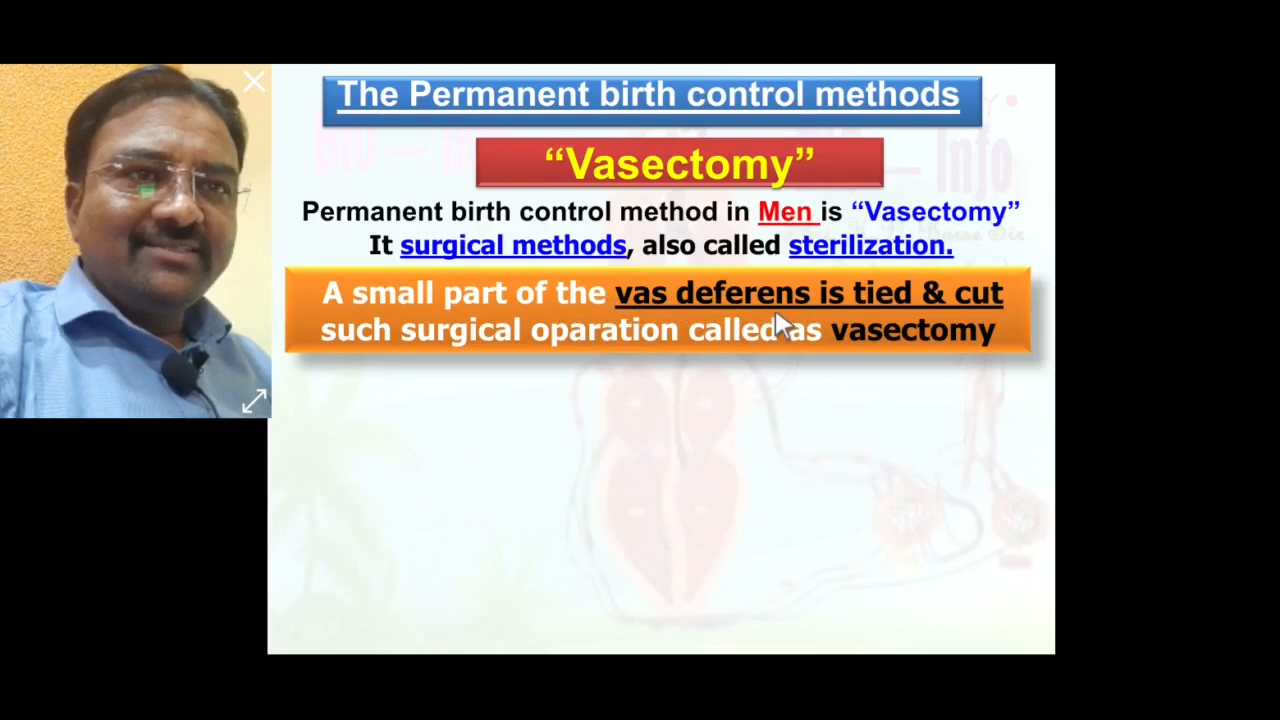 The Permanent birth control methods
“Vasectomy”
Permanent birth control method in Men is “Vasectomy”
It surgical methods, also called sterilization.
A small part of the vas deferens is tied & cut
such surgical oparation called as vasectomy
Info